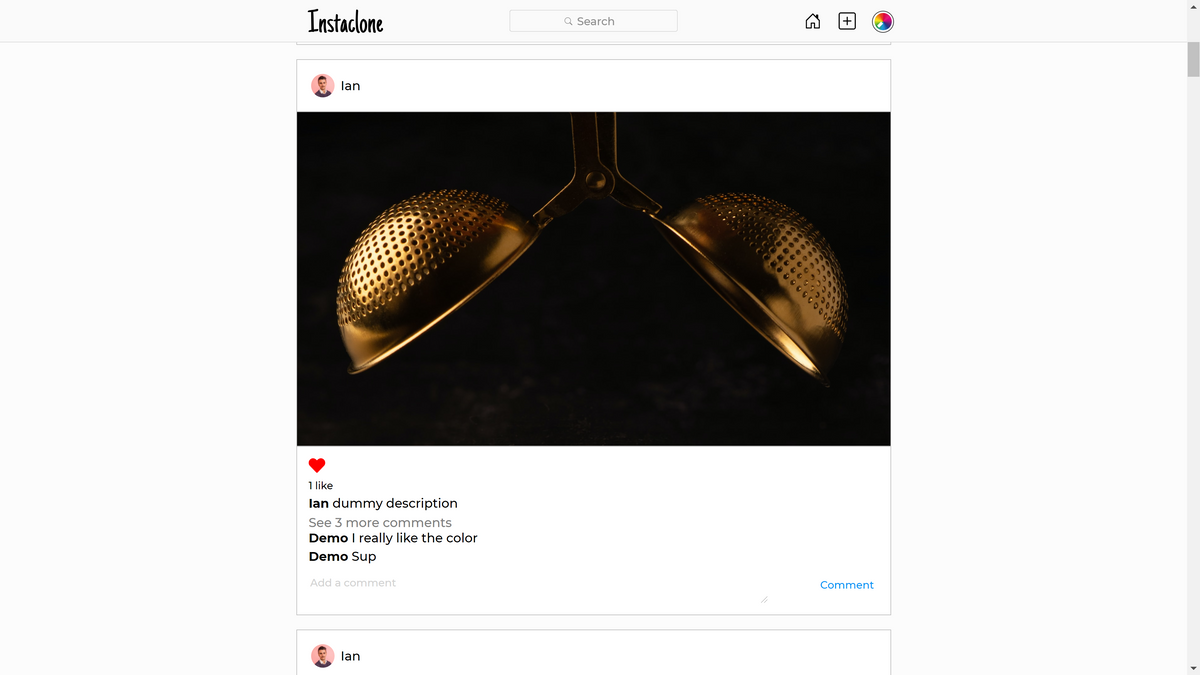 Instaclone
Search
Ian
1 like
Ian dummy description
See 3 more comments
Demo I really like the color
Demo Sup
Add a comment
Comment
Ian